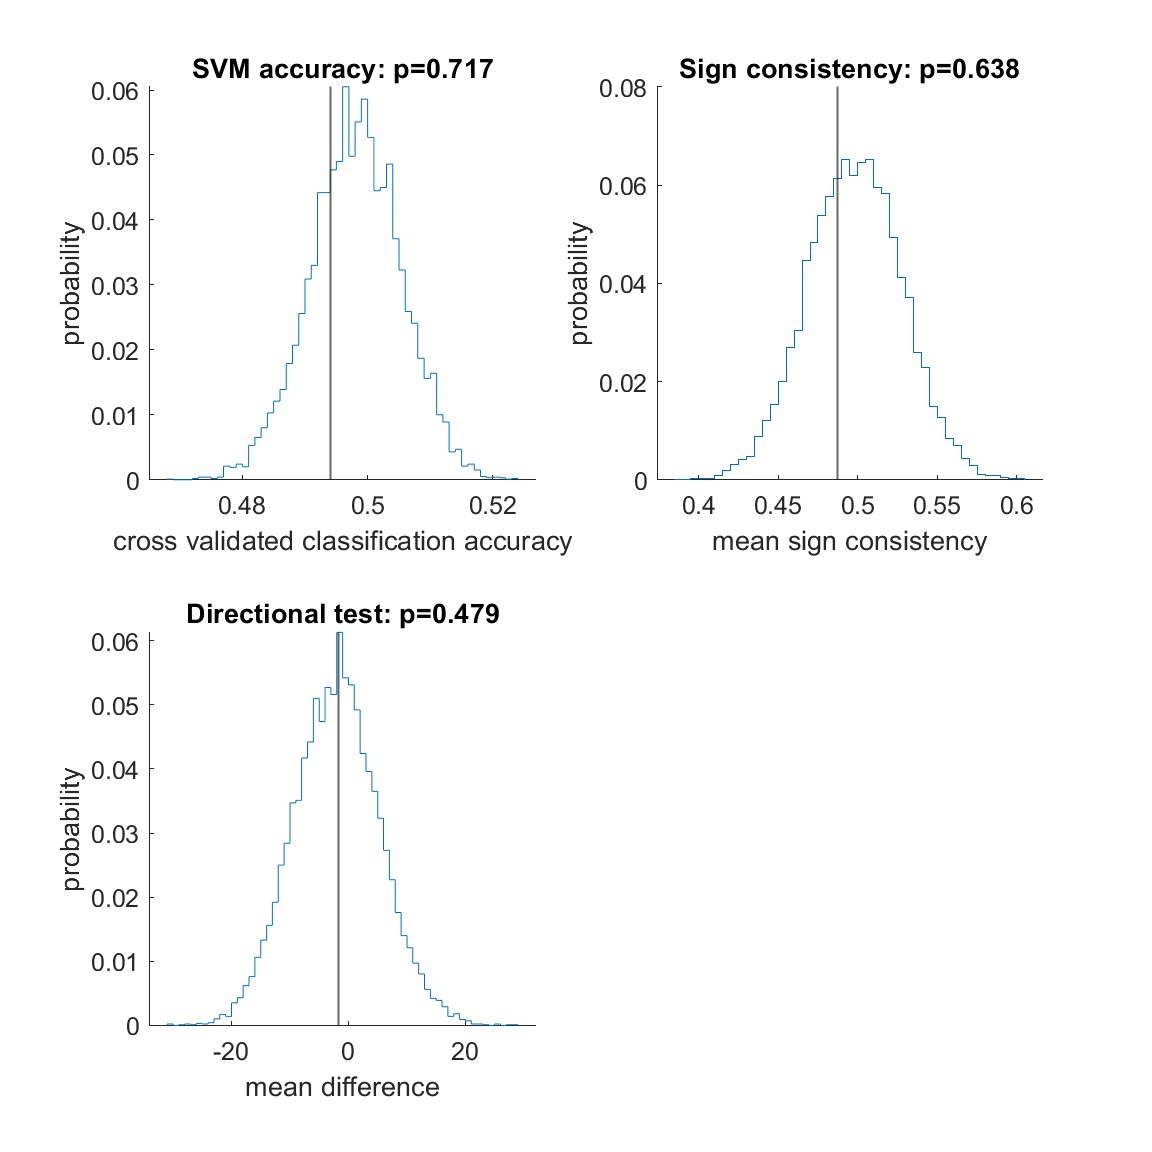 SVM accuracy: p=0.717
0.06
0.05
0.04
0.03
0.02
0.01
0
probability
0.48 0.5 0.52
cross validated classification accuracy
Sign consistency: p=0.638
0.08
0.06
0.04
0.02
0
probability
0.4 0.45 0.5 0.55 0.6
mean sign consistency
Directional test: p=0.479
0.06
0.05
0.04
0.03
0.02
0.01
0
probability
-20 0 20
mean difference